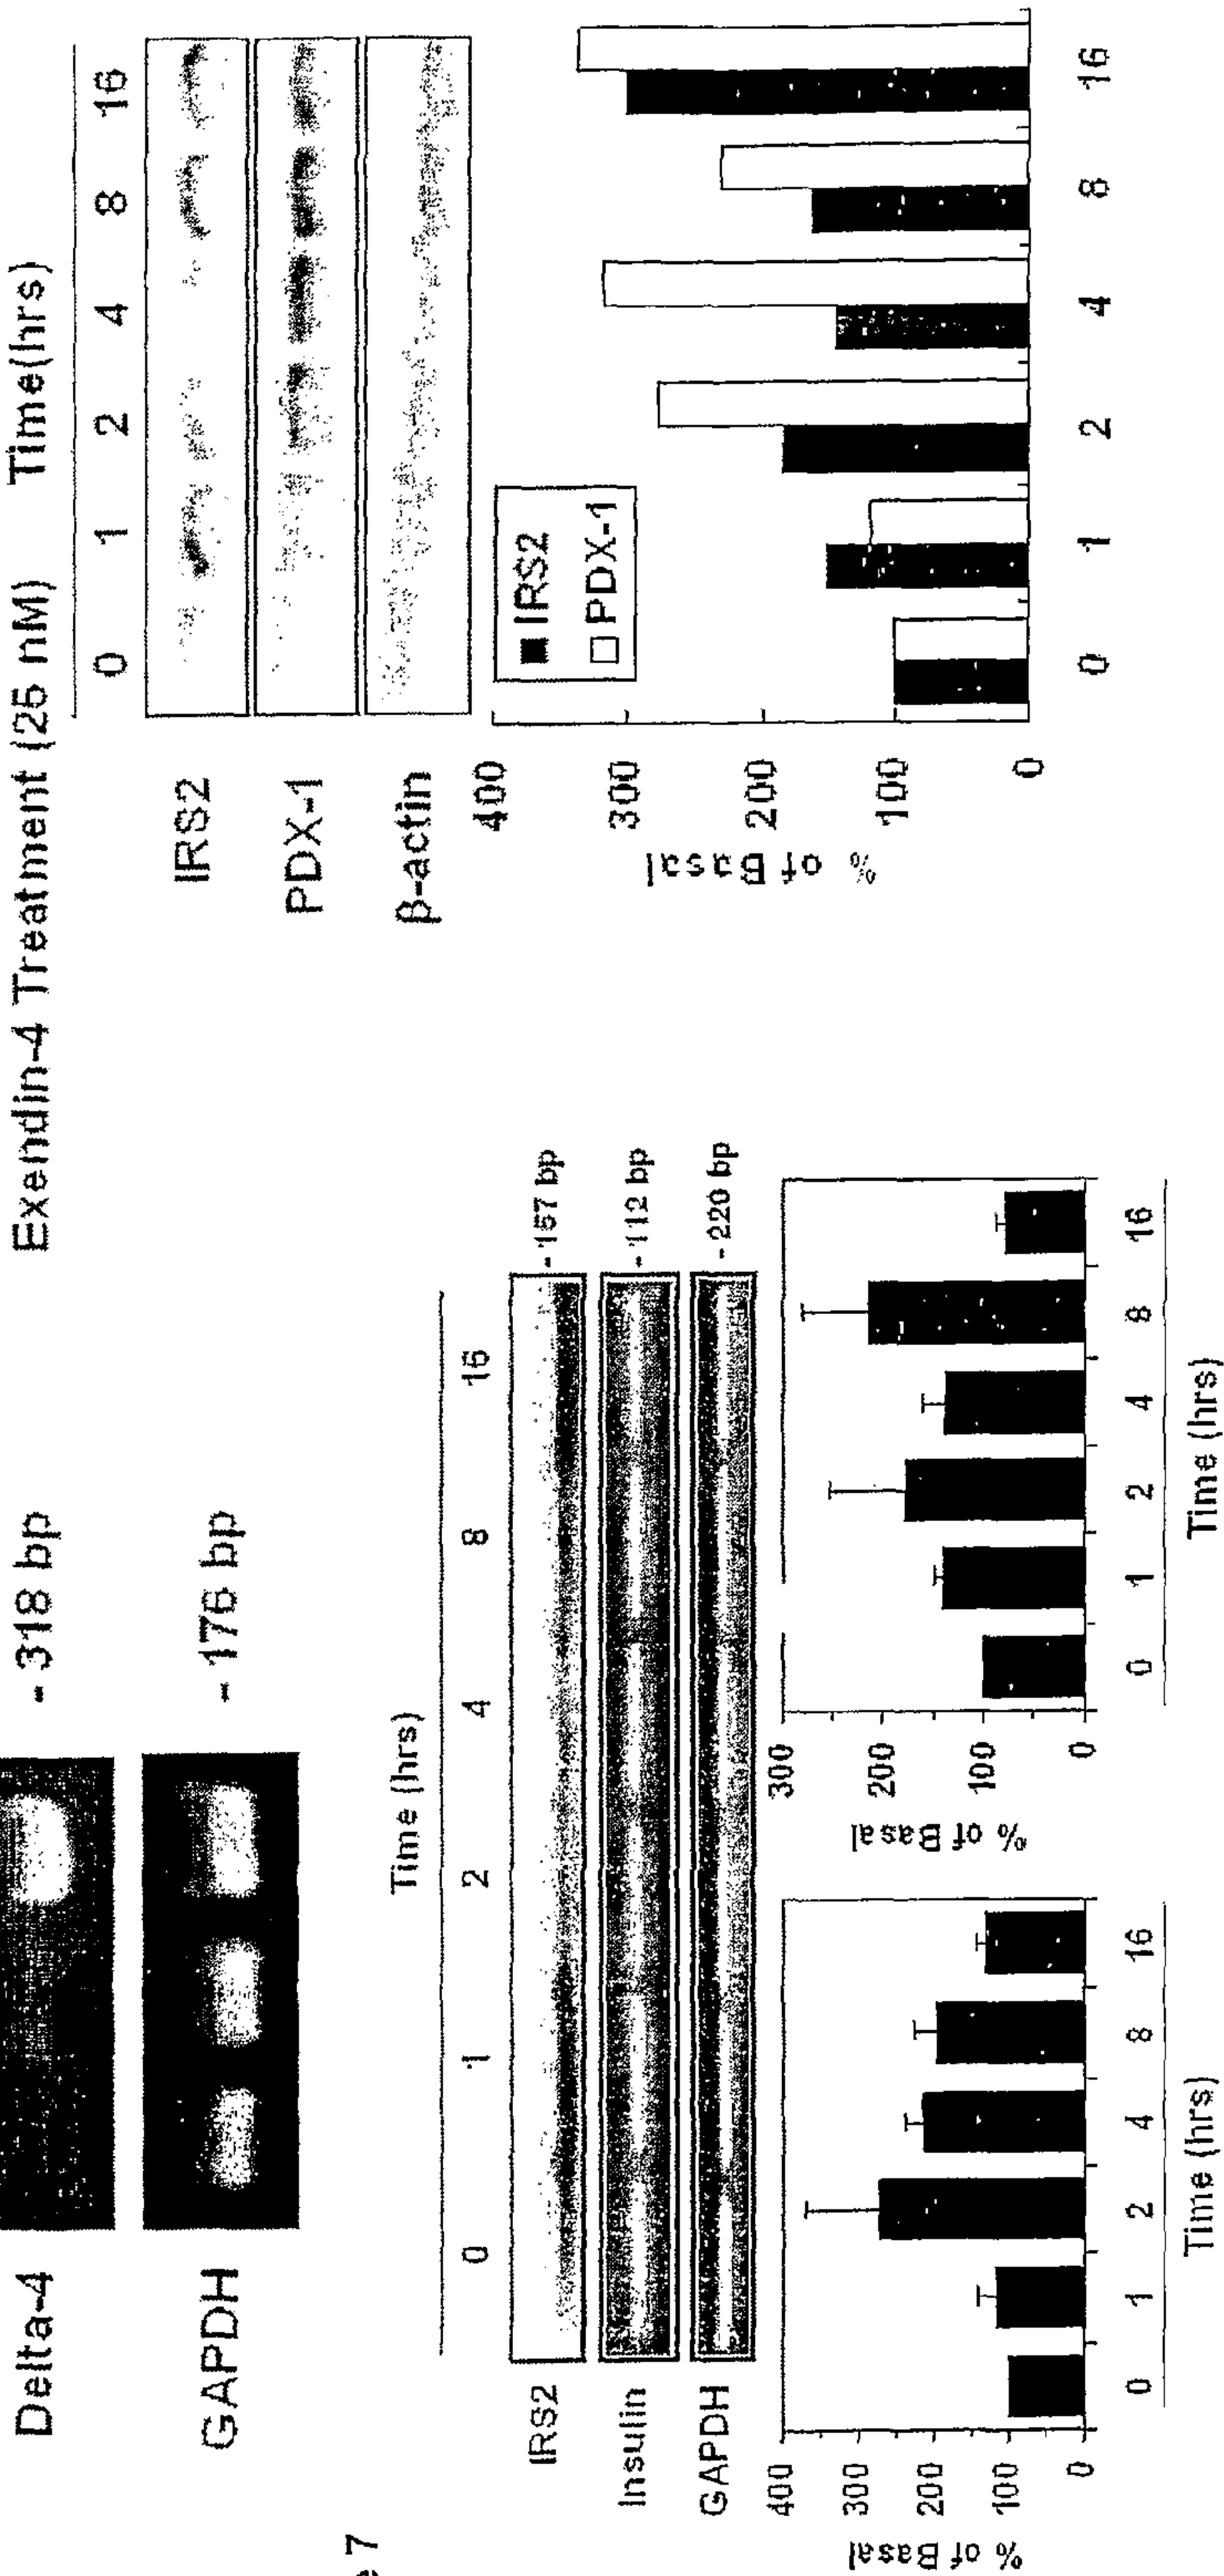 Delta-4
- 318 bp
GAPDH
- 176 bp
7
Time (hrs)
0 1 2 4 8 16
IRS2
- 157 bp
Insulin
- 112 bp
GAPDH
- 220 bp
% of Basal
400
300
200
100
0
0 1 2 4 8 16
Time (hrs)
% of Basal
300
200
100
0
0 1 2 4 8 16
Time (hrs)
Exendin-4 Treatment (25 nM) Time(hrs)
0 1 2 4 8 16
IRS2
PDX-1
β-actin
IRS2
PDX-1
% of Basal
400
300
200
100
0
0 1 2 4 8 16